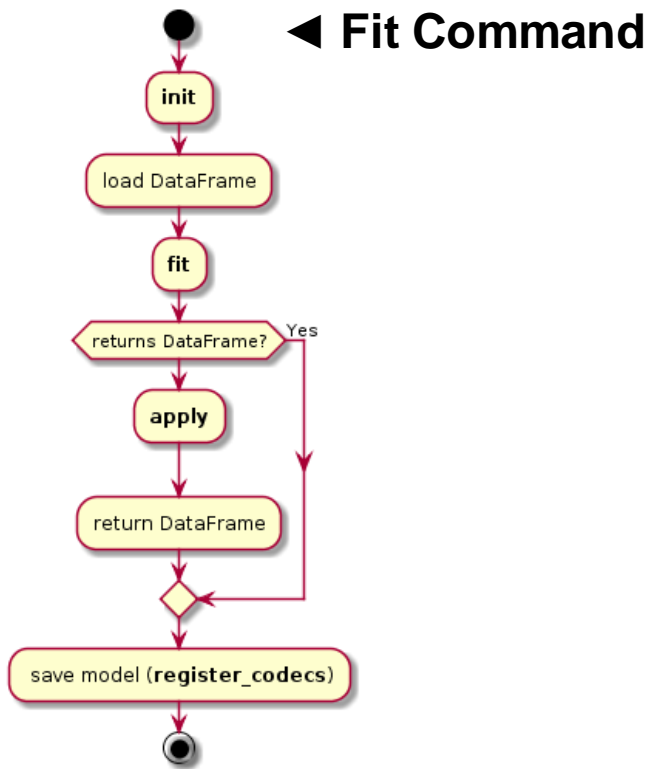 ◄ Fit Command
init
load DataFrame
fit
returns DataFrame?
Yes
apply
return DataFrame
save model (register_codecs)